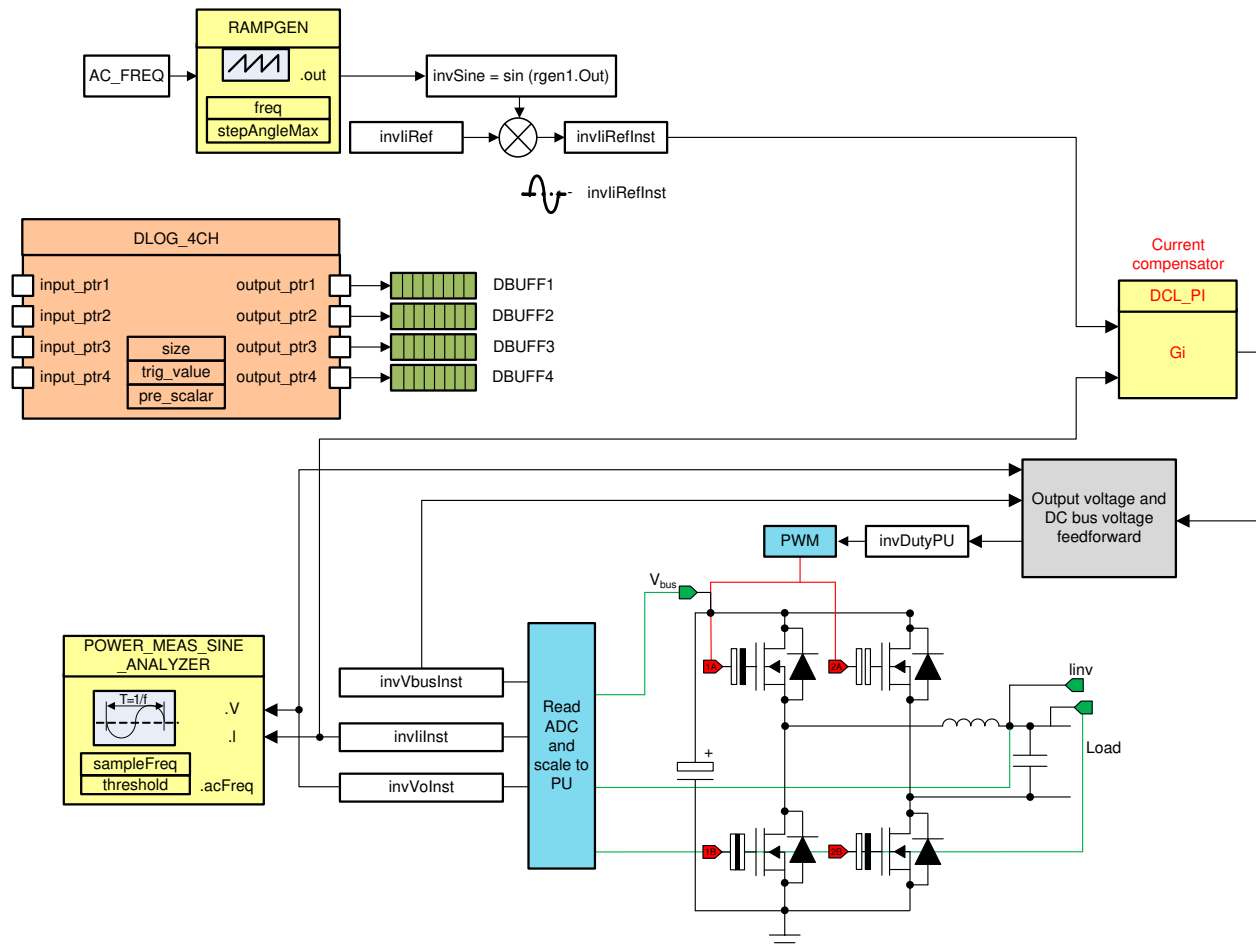 RAMPGEN
AC_FREQ
.out
freq
stepAngleMax
invSine = sin (rgen1.Out)
invIiRef
invIiRefInst
invIiRefInst
DLOG_4CH
input_ptr1
input_ptr2
input_ptr3
input_ptr4
size
trig_value
pre_scalar
output_ptr1
output_ptr2
output_ptr3
output_ptr4
DBUFF1
DBUFF2
DBUFF3
DBUFF4
Current
compensator
DCL_PI
Gi
Output voltage and
DC bus voltage
feedforward
PWM
invDutyPU
Vbus
POWER_MEAS_SINE
_ANALYZER
T=1/f
.V
.I
sampleFreq
threshold
.acFreq
invVbusInst
invIiInst
invVoInst
Read
ADC
and
scale to
PU
1A
2A
1B
2B
+
Iinv
Load